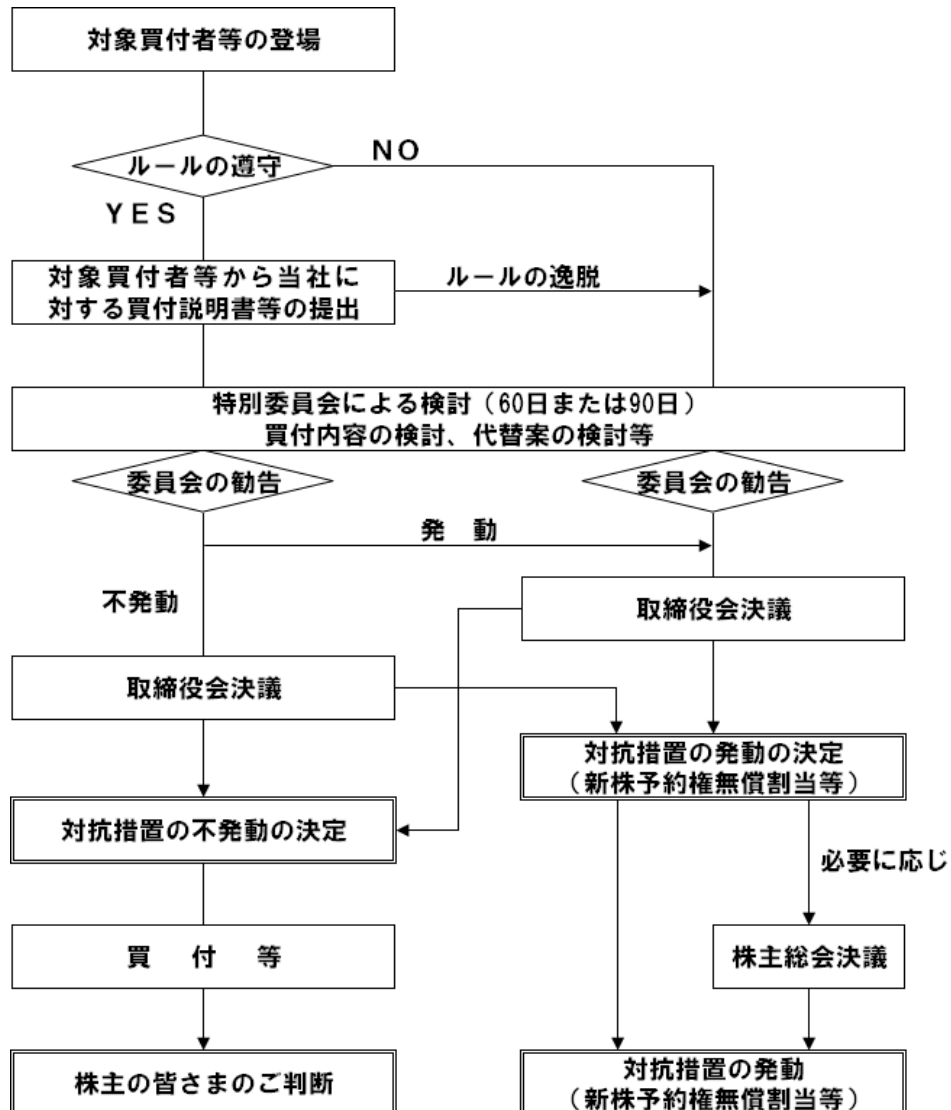 対象買付者等の登場
ルールの遵守
NO
YES
対象買付者等から当社に
対する買付説明書等の提出
ルールの逸脱
特別委員会による検討（60日または90日）
買付内容の検討、代替案の検討等
委員会の勧告
委員会の勧告
発　動
不発動
取締役会決議
取締役会決議
対抗措置の発動の決定
（新株予約権無償割当等）
対抗措置の不発動の決定
必要に応じ
買　付　等
株主総会決議
株主の皆さまのご判断
対抗措置の発動
（新株予約権無償割当等）